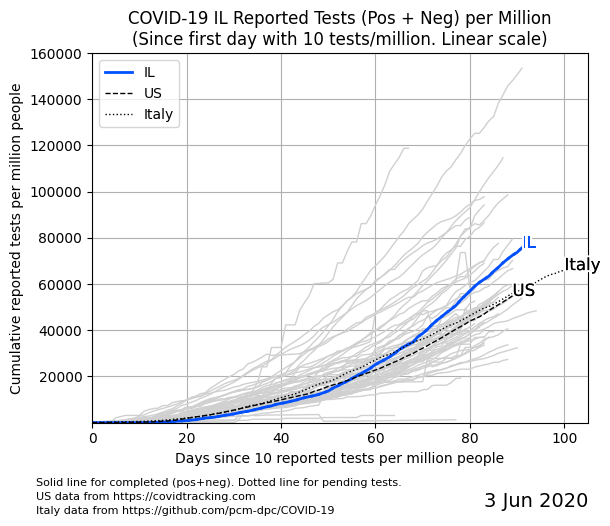 COVID-19 IL Reported Tests (Pos + Neg) per Million
(Since first day with 10 tests/million. Linear scale)
Cumulative reported tests per million people
160000
140000
120000
100000
80000
60000
40000
20000
IL
US
Italy
IL
Italy
US
0
20
40
60
80
100
Days since 10 reported tests per million people
Solid line for completed (pos+neg). Dotted line for pending tests.
US data from https://covidtracking.com
Italy data from https://github.com/pcm-dpc/COVID-19
3 Jun 2020